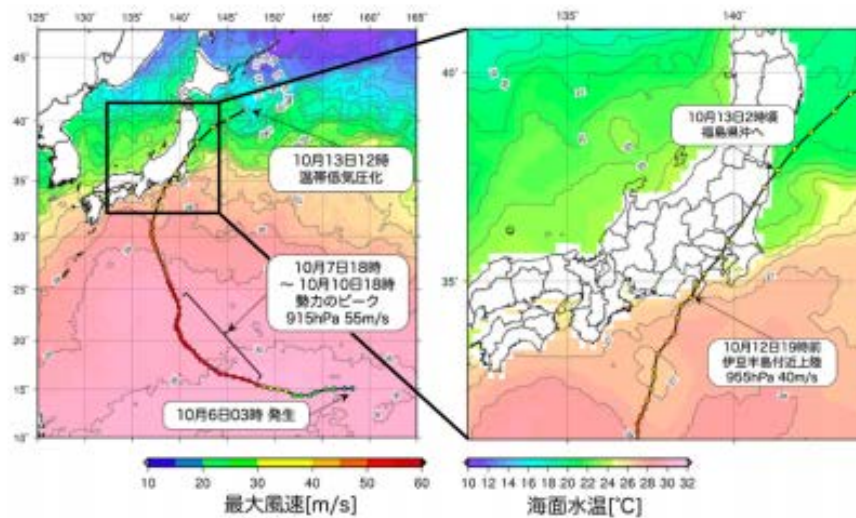 125° 130° 135° 140° 145° 150° 155° 160° 165°
135° 140°
45°
40°
35°
30°
25°
20°
15°
10°
10月13日12時
温帯低気圧化
10月7日18時
～ 10月10日18時
勢力のピーク
915hPa 55m/s
10月6日03時 発生
40°
35°
10月13日2時頃
福島県沖へ
10月12日19時前
伊豆半島付近上陸
955hPa 40m/s
10 20 30 40 50 60
最大風速[m/s]
10 12 14 16 18 20 22 24 26 28 30 32
海面水温[℃]